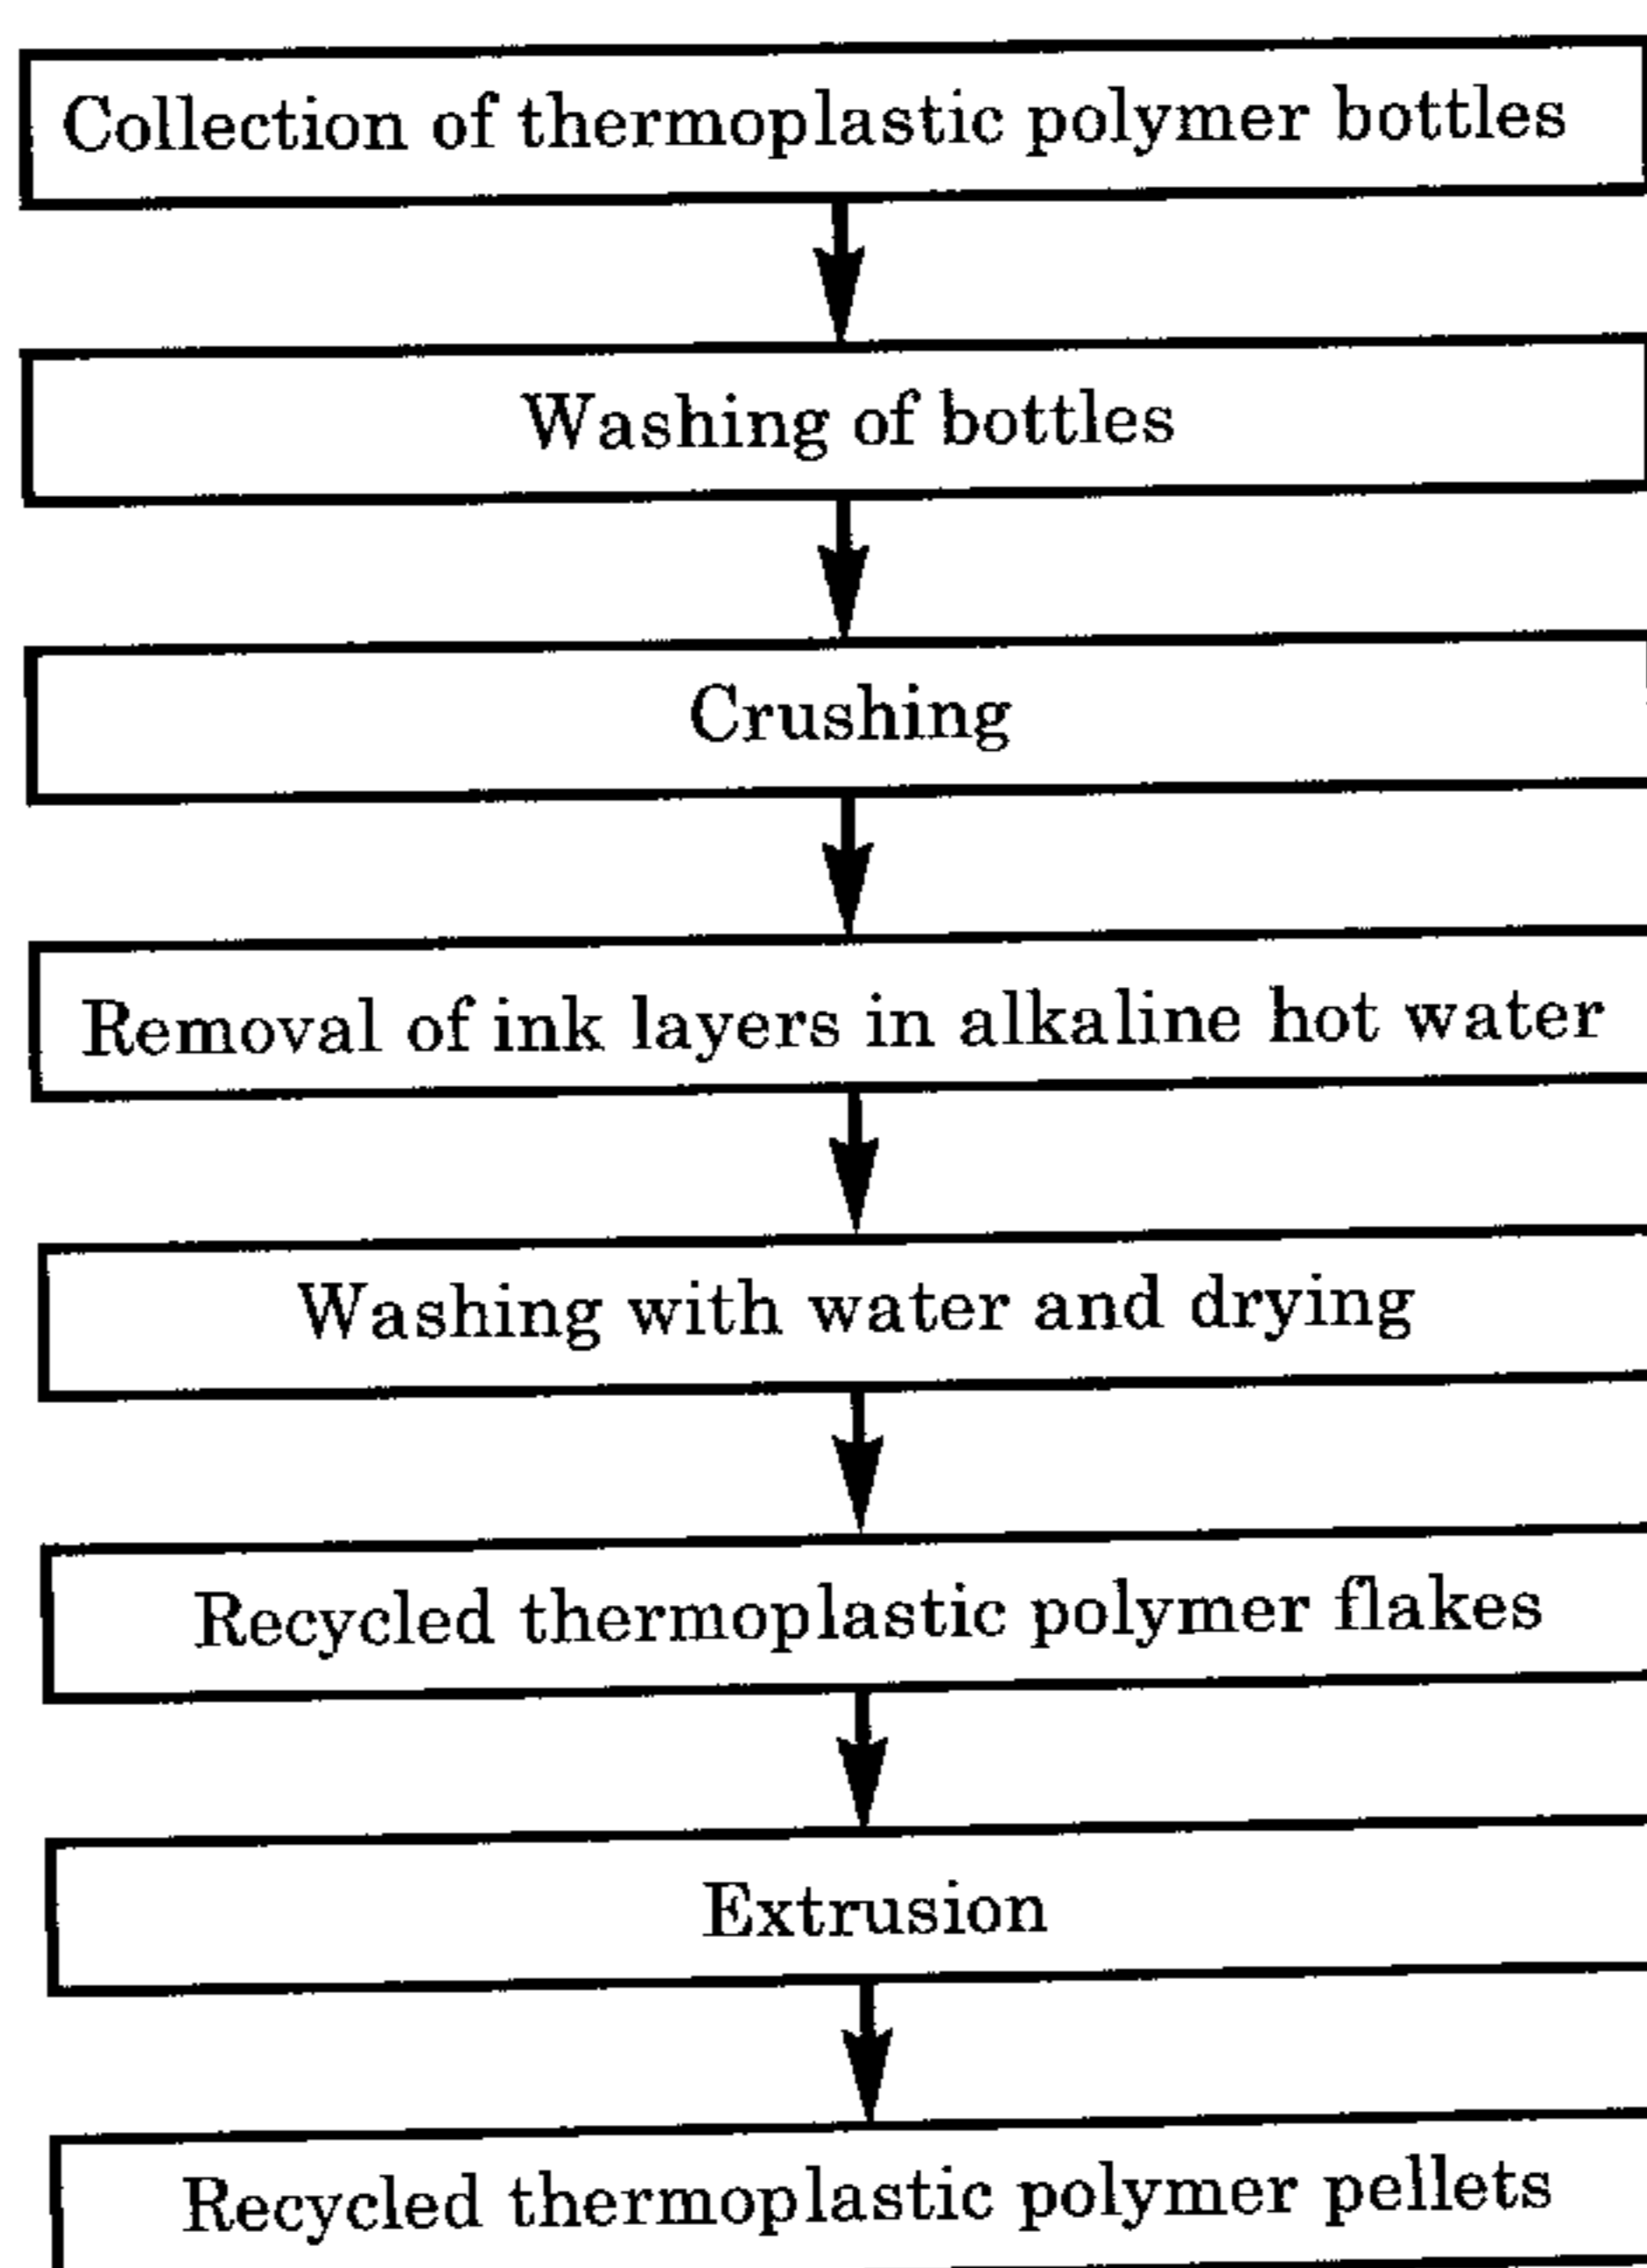 Collection of thermoplastic polymer bottles
Washing of bottles
Crushing
Removal of ink layers in alkaline hot water
Washing with water and drying
Recycled thermoplastic polymer flakes
Extrusion
Recycled thermoplastic polymer pellets